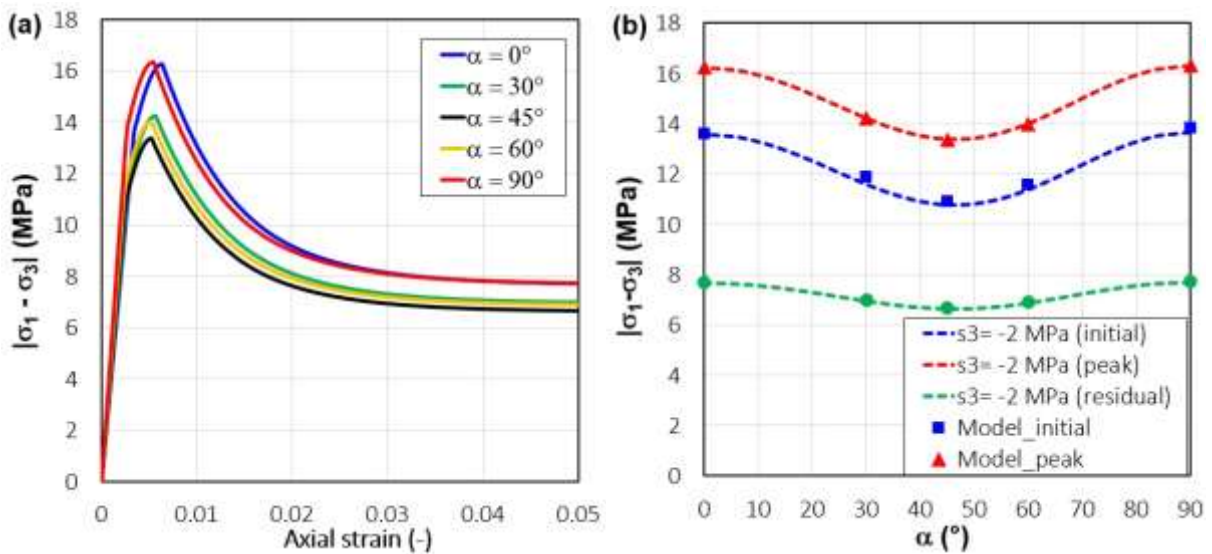 (a)
|σ1 - σ3| (MPa)
18
16
14
12
10
8
6
4
2
0
α = 0°
α = 30°
α = 45°
α = 60°
α = 90°
0 0.01 0.02 0.03 0.04 0.05
Axial strain (-)
(b)
|σ1-σ3| (MPa)
18
16
14
12
10
8
6
4
2
0
s3= -2 MPa (initial)
s3= -2 MPa (peak)
s3= -2 MPa (residual)
Model_initial
Model_peak
0 10 20 30 40 50 60 70 80 90
α (°)